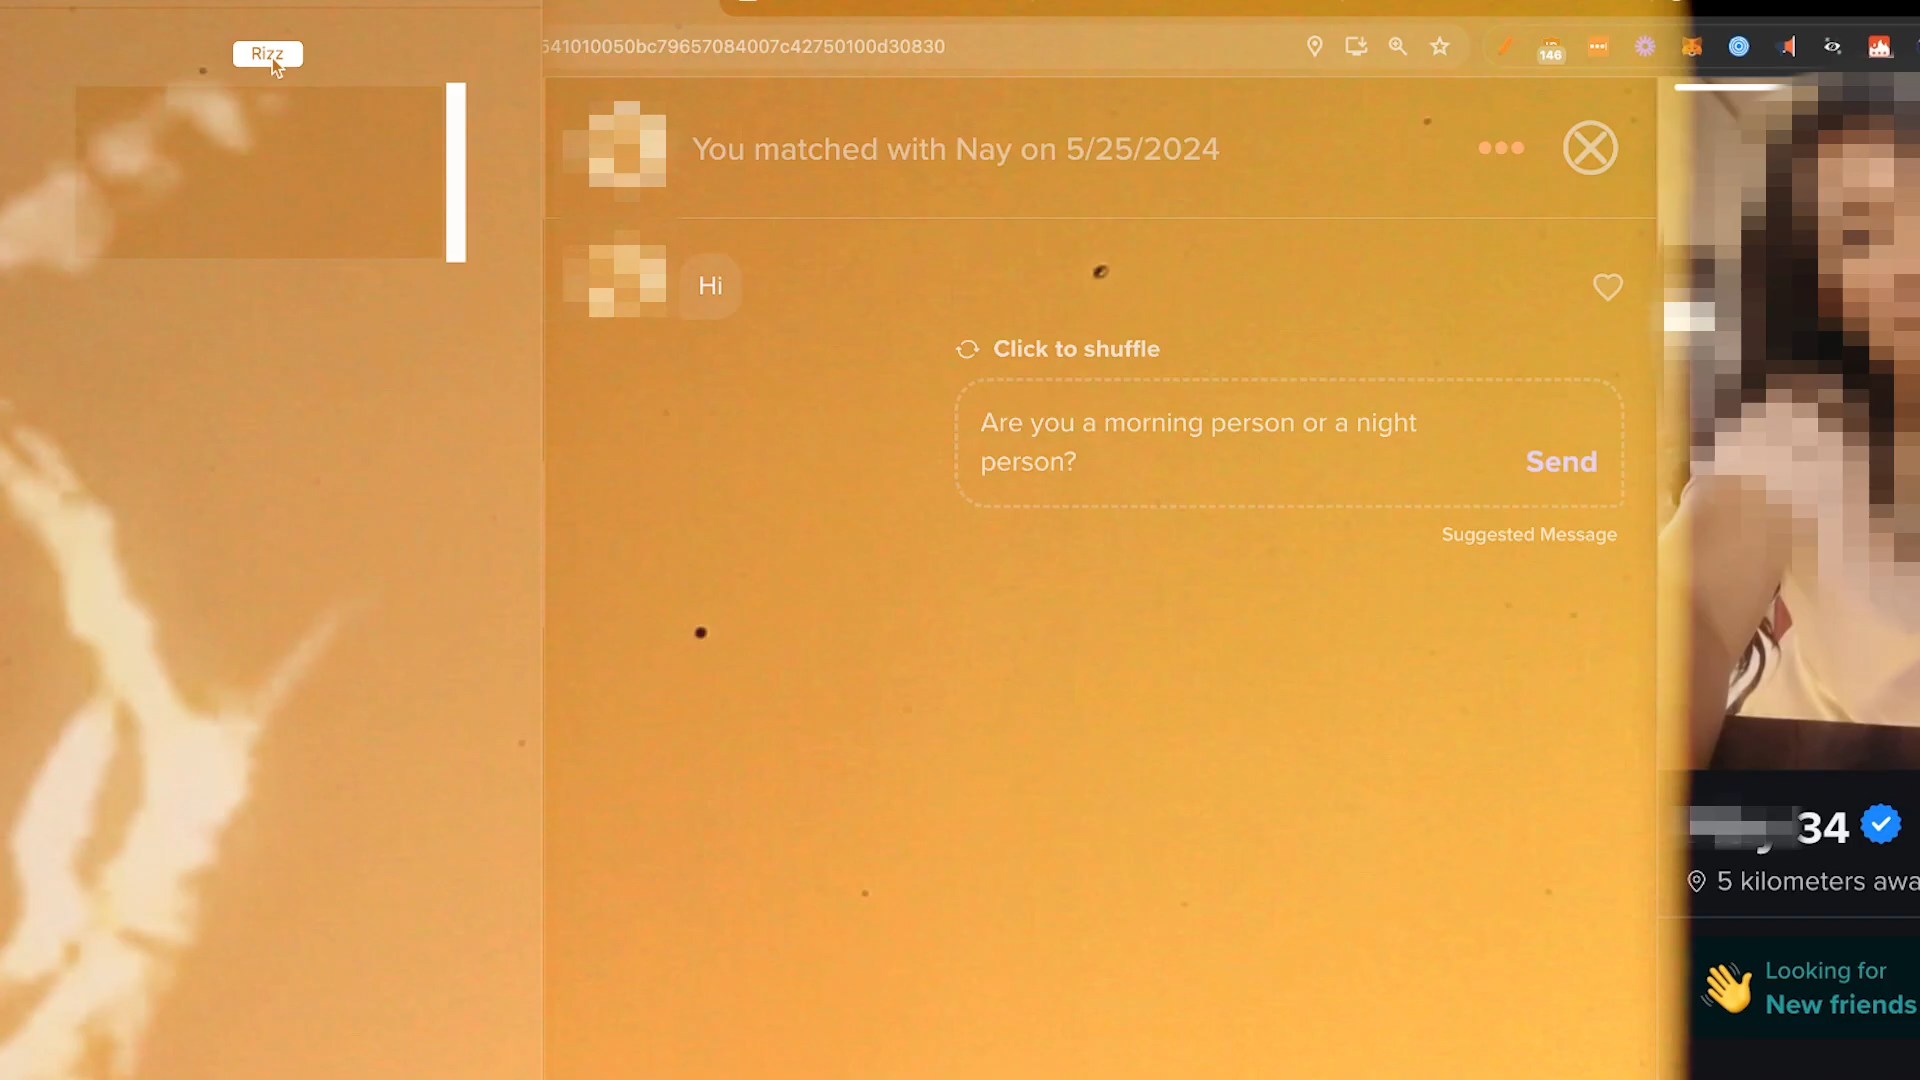 Rizz
541010050bc79657084007c42750100d30830
146
You matched with Nay on 5/25/2024
Hi
Click to shuffle
Are you a morning person or a night
person?
Send
Suggested Message
34
5 kilometers awa
Looking for
New friends